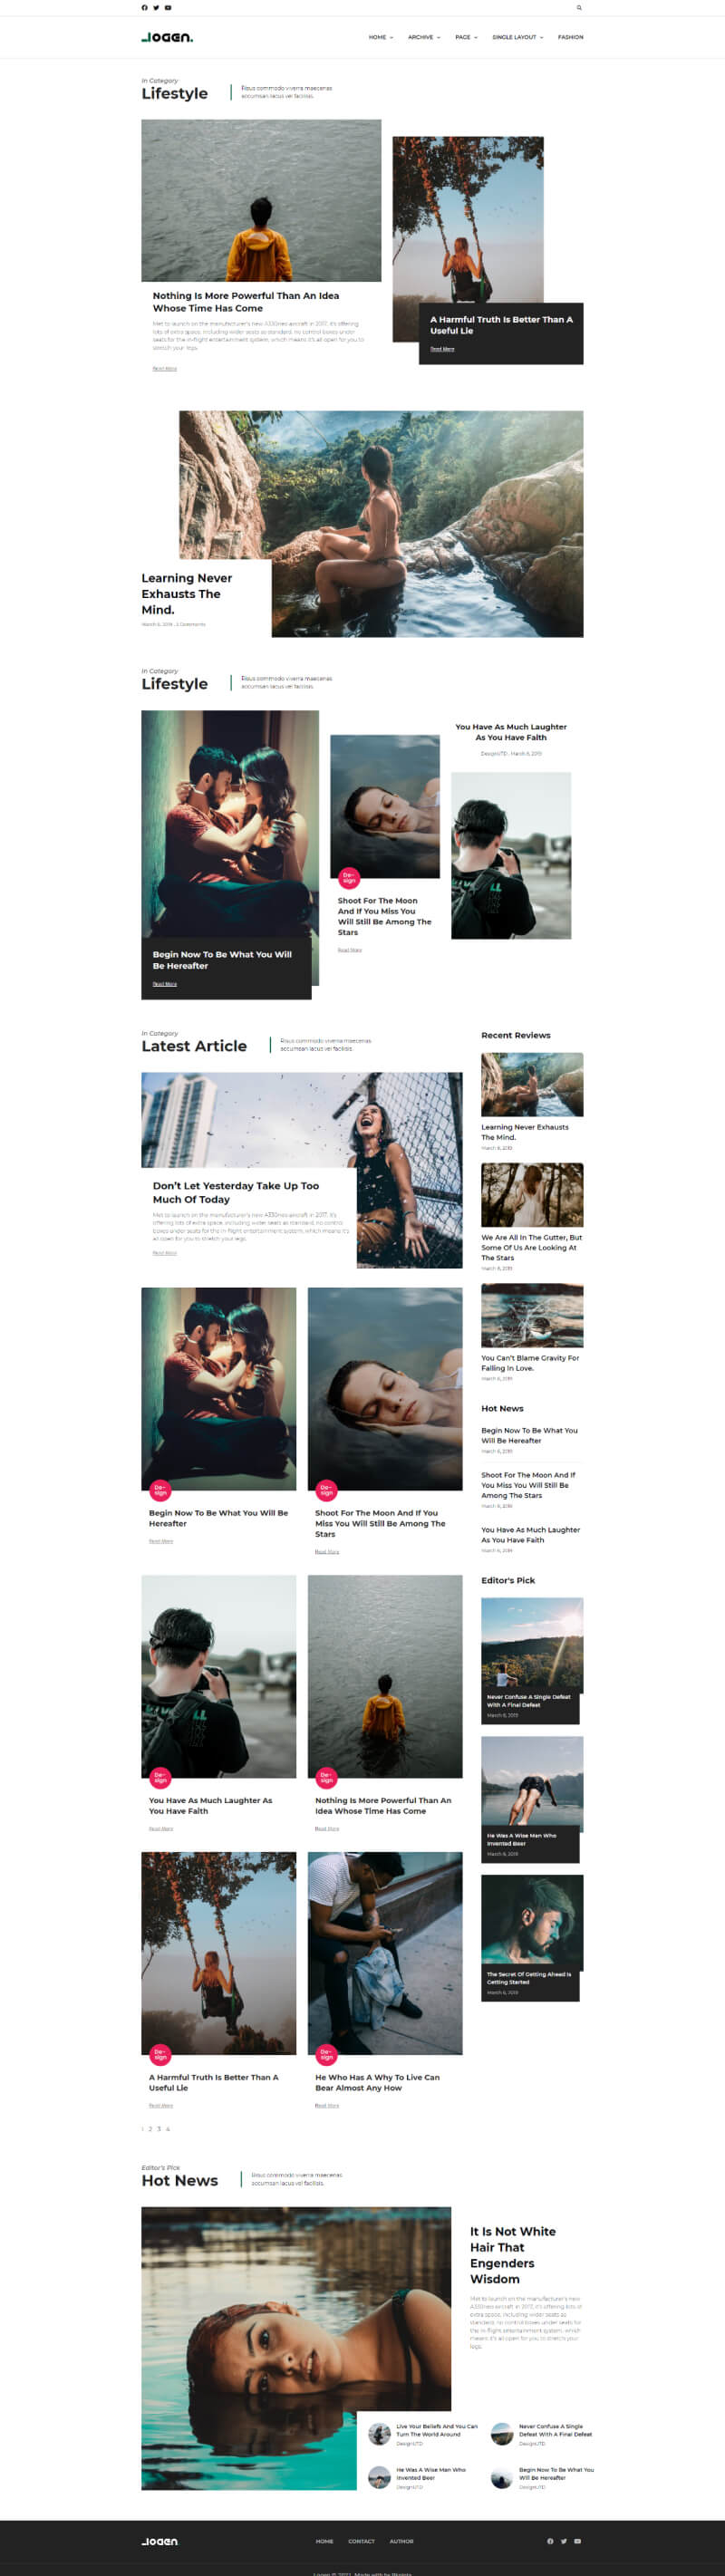 Jogen.
HOME
ARCHIVE
PAGE
SINGLE LAYOUT
FASHION
In Category
Lifestyle
Risus commodo viverra maecenas
accumsan lacus vel facilisis.
Nothing Is More Powerful Than An Idea
Whose Time Has Come
Met to launch on the manufacturer's new A330neo aircraft in 2017, it's offering
lots of extra space, including wider seats as standard, no control boxes under
seats for the in-flight entertainment system, which means it's all open for you to
stretch your legs.
Read More
A Harmful Truth Is Better Than A
Useful Lie
Read More
Learning Never
Exhausts The
Mind.
March 6, 2019 , 2 Comments
In Category
Lifestyle
Risus commodo viverra maecenas
accumsan lacus vel facilisis.
Begin Now To Be What You Will
Be Hereafter
Read More
De-
sign
Shoot For The Moon
And If You Miss You
Will Still Be Among The
Stars
Read More
You Have As Much Laughter
As You Have Faith
DesignUTD . March 6, 2019
In Category
Latest Article
Risus commodo viverra maecenas
accumsan lacus vel facilisis.
Don't Let Yesterday Take Up Too
Much Of Today
Met to launch on the manufacturer's new A330neo aircraft in 2017, it's
offering lots of extra space, including wider seats as standard, no control
boxes under seats for the in-flight entertainment system, which means it's
all open for you to stretch your legs.
Read More
De-
sign
Begin Now To Be What You Will Be
Hereafter
Read More
De-
sign
Shoot For The Moon And If You
Miss You Will Still Be Among The
Stars
Read More
De-
sign
You Have As Much Laughter As
You Have Faith
Read More
De-
sign
Nothing Is More Powerful Than An
Idea Whose Time Has Come
Read More
De-
sign
A Harmful Truth Is Better Than A
Useful Lie
Read More
De-
sign
He Who Has A Why To Live Can
Bear Almost Any How
Read More
1 2 3 4
Recent Reviews
Learning Never Exhausts
The Mind.
March 6, 2019
We Are All In The Gutter, But
Some Of Us Are Looking At
The Stars
March 6, 2019
You Can't Blame Gravity For
Falling In Love.
March 6, 2019
Hot News
Begin Now To Be What You
Will Be Hereafter
March 6, 2019
Shoot For The Moon And If
You Miss You Will Still Be
Among The Stars
March 6, 2019
You Have As Much Laughter
As You Have Faith
March 6, 2019
Editor's Pick
Never Confuse A Single Defeat
With A Final Defeat
March 6, 2019
He Was A Wise Man Who
Invented Beer
March 6, 2019
The Secret Of Getting Ahead Is
Getting Started
March 6, 2019
Editor's Pick
Hot News
Risus commodo viverra maecenas
accumsan lacus vel facilisis.
It Is Not White
Hair That
Engenders
Wisdom
Met to launch on the manufacturer's new
A330neo aircraft in 2017, it's offering lots of
extra space, including wider seats as
standard, no control boxes under seats for
the in-flight entertainment system, which
means it's all open for you to stretch your
legs.
Live Your Beliefs And You Can
Turn The World Around
DesignUTD
Never Confuse A Single
Defeat With A Final Defeat
DesignUTD
He Was A Wise Man Who
Invented Beer
DesignUTD
Begin Now To Be What You
Will Be Hereafter
DesignUTD
Jogen
HOME
CONTACT
AUTHOR